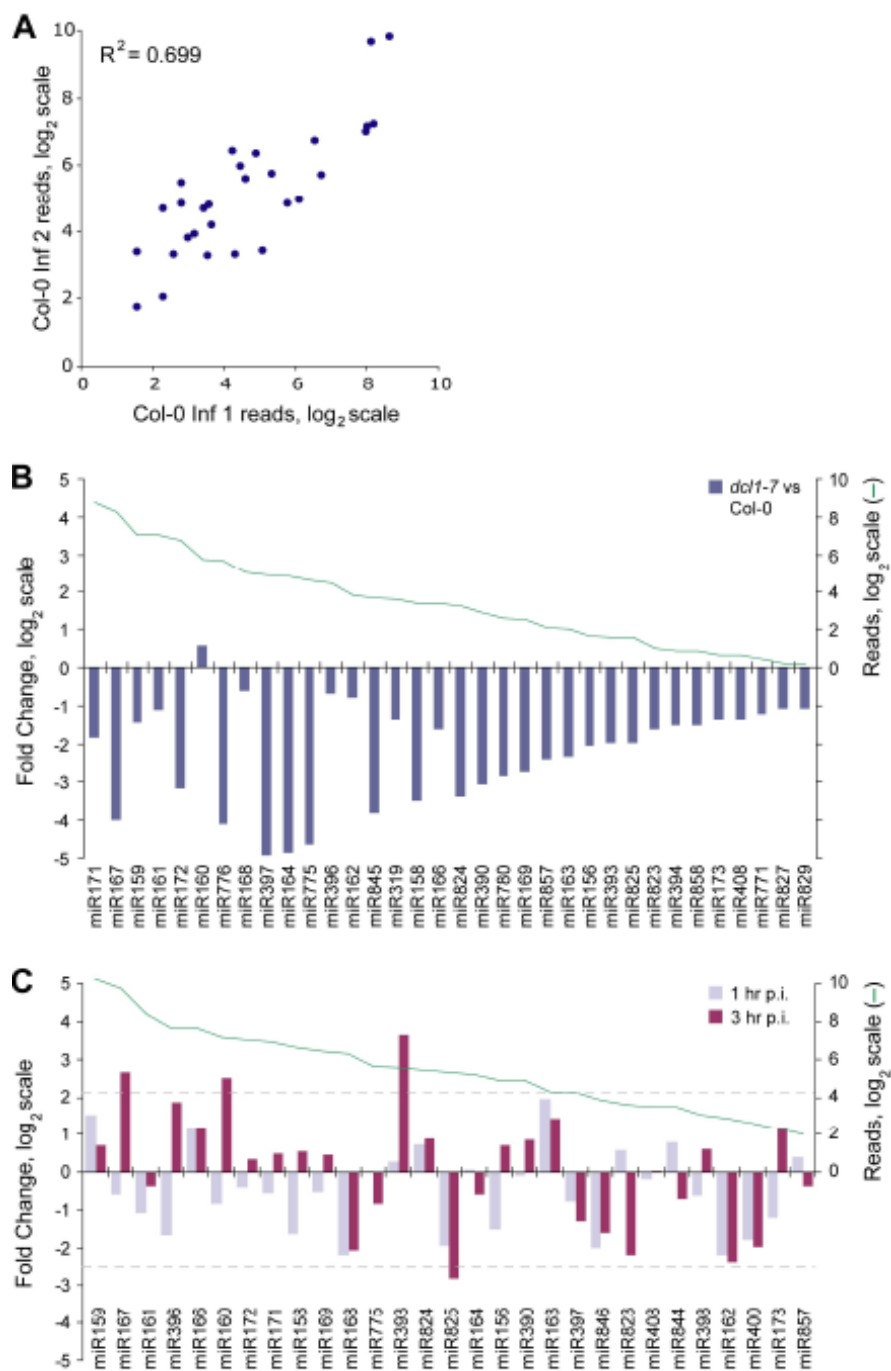 A
R² = 0.699
10
8
6
4
2
0
Col-0 Inf 2 reads, log₂ scale
0 2 4 6 8 10
Col-0 Inf 1 reads, log₂ scale
B
5
4
3
2
1
0
-1
-2
-3
-4
-5
Fold Change, log₂ scale
dcl1-7 vs
Col-0
10
8
6
4
2
0
Reads, log₂ scale (–)
miR171
miR167
miR159
miR161
miR172
miR160
miR776
miR168
miR397
miR164
miR775
miR396
miR162
miR845
miR319
miR158
miR166
miR824
miR390
miR780
miR169
miR857
miR163
miR156
miR393
miR825
miR823
miR394
miR858
miR173
miR408
miR771
miR827
miR829
C
5
4
3
2
1
0
-1
-2
-3
-4
-5
Fold Change, log₂ scale
1 hr p.i.
3 hr p.i.
10
8
6
4
2
0
Reads, log₂ scale (–)
miR159
miR167
miR161
miR396
miR166
miR160
miR172
miR171
miR158
miR169
miR168
miR775
miR393
miR824
miR825
miR164
miR156
miR390
miR163
miR397
miR846
miR823
miR408
miR844
miR398
miR162
miR400
miR173
miR857